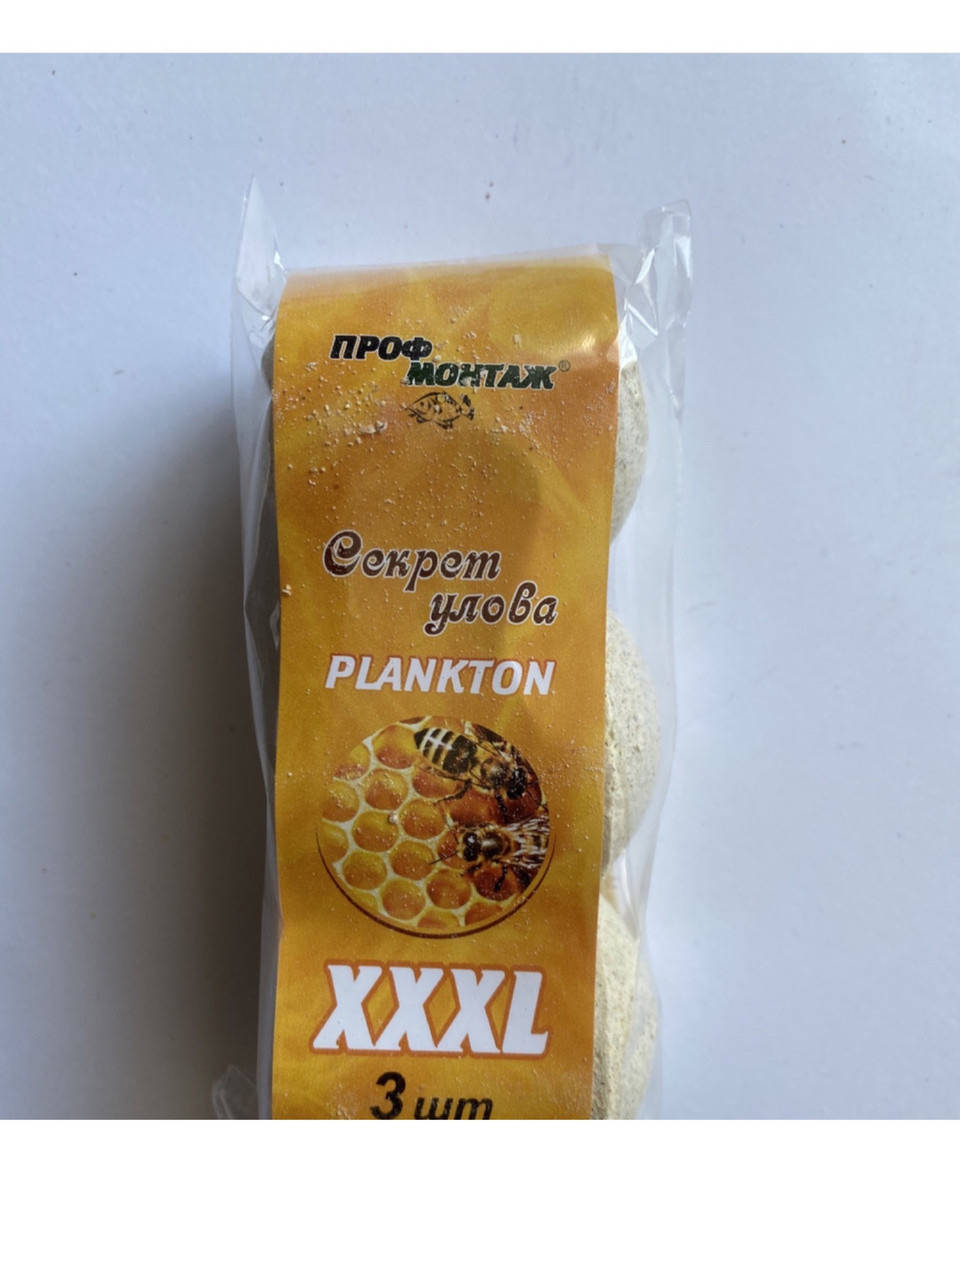 ПРОФ
МОНТАЖ®
Секрет
улова
PLANKTON
XXXL
3 шт